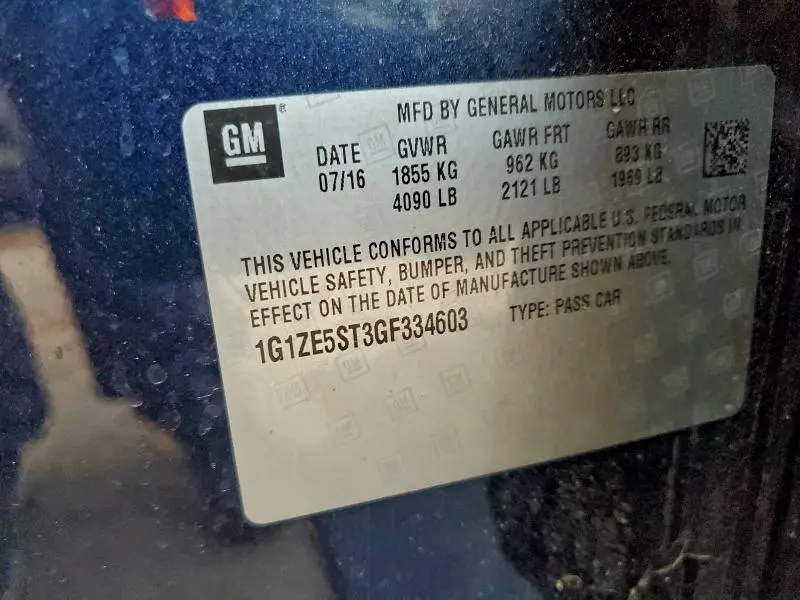 MFD BY GENERAL MOTORS LLC
GM®
DATE GVWR GAWR FRT GAWR RR
07/16 1855 KG 962 KG 893 KG
4090 LB 2121 LB 1969 LB
THIS VEHICLE CONFORMS TO ALL APPLICABLE U.S. FEDERAL MOTOR
VEHICLE SAFETY, BUMPER, AND THEFT PREVENTION STANDARDS IN
EFFECT ON THE DATE OF MANUFACTURE SHOWN ABOVE.
1G1ZE5ST3GF334603 TYPE: PASS CAR